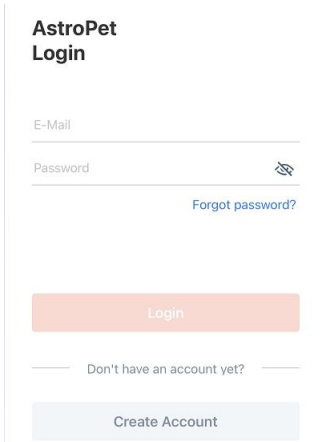 AstroPet
Login
E-Mail
Password
Forgot password?
Login
Don't have an account yet?
Create Account